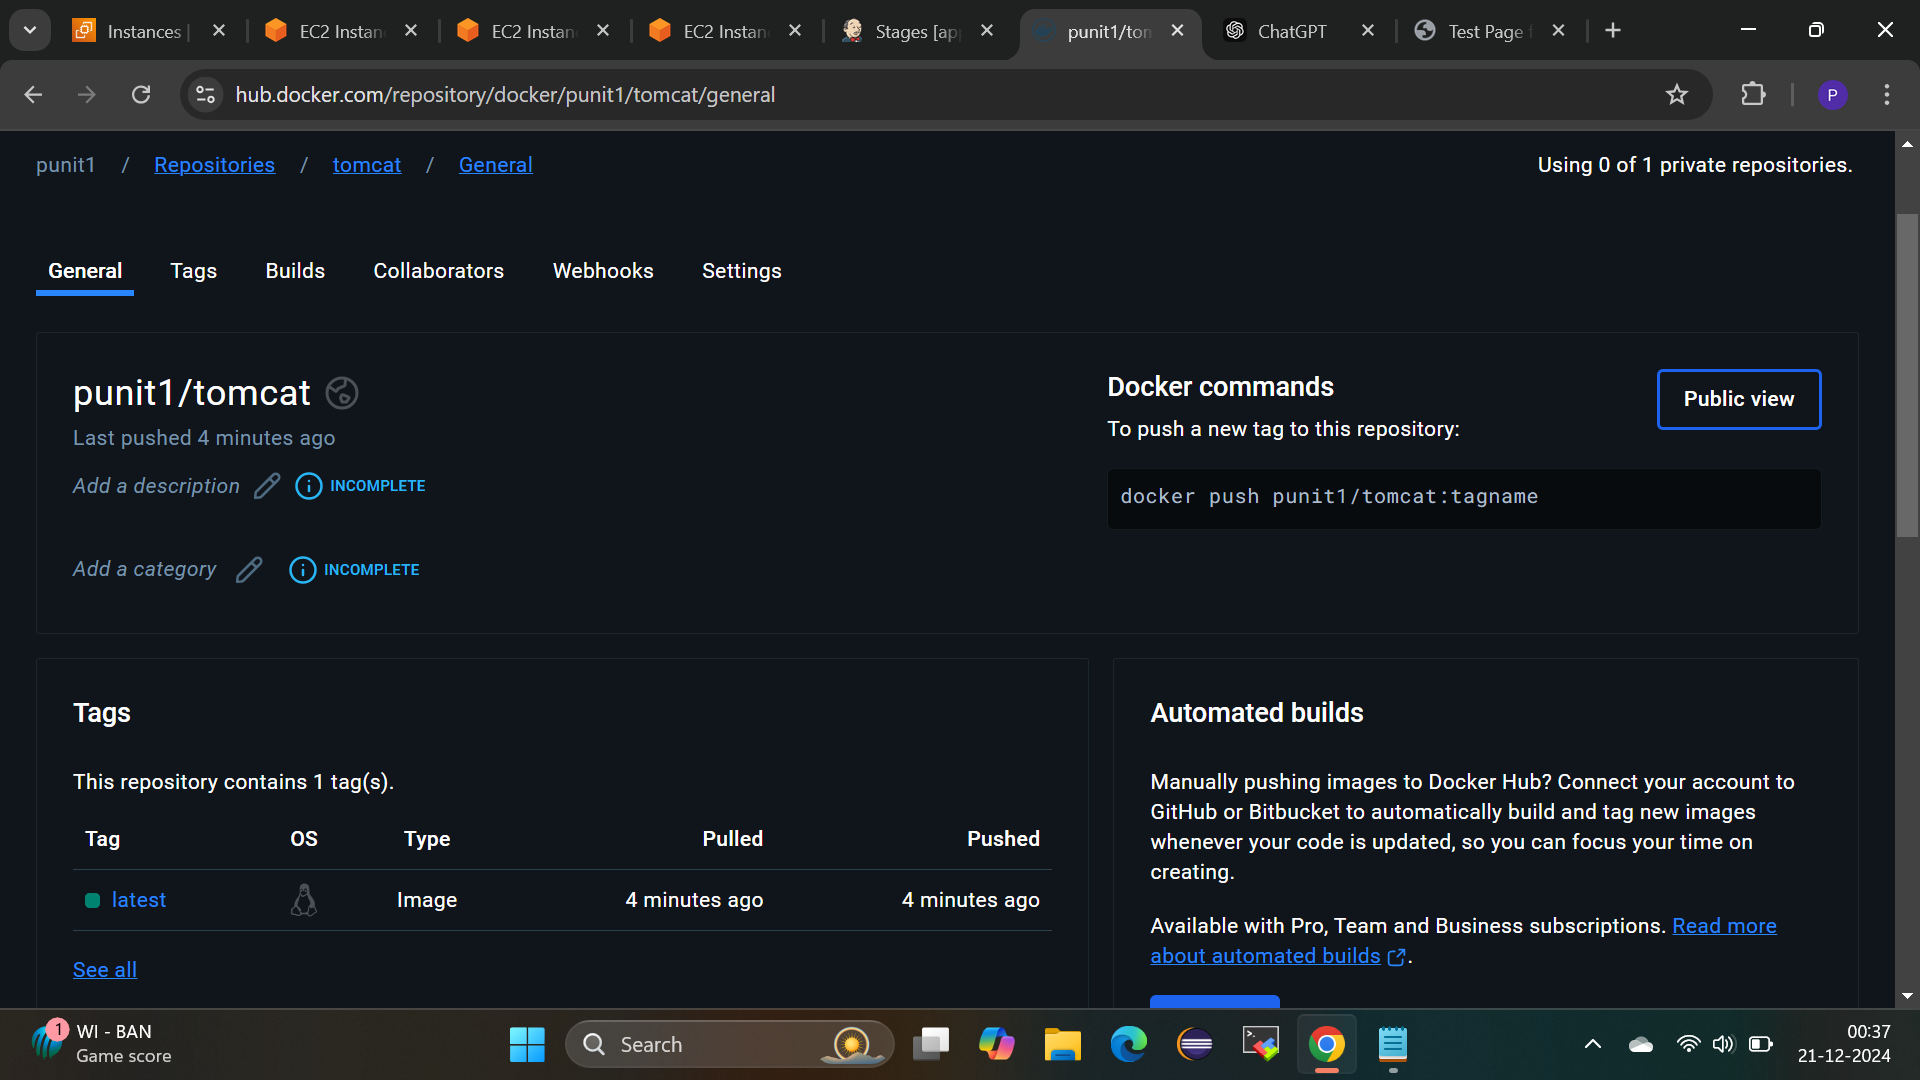 Instances |
EC2 Instan
EC2 Instan
EC2 Instan
Stages [ap
punit1/tom
ChatGPT
Test Page f
hub.docker.com/repository/docker/punit1/tomcat/general
P
punit1 / Repositories / tomcat / General
Using 0 of 1 private repositories.
General Tags Builds Collaborators Webhooks Settings
punit1/tomcat
Last pushed 4 minutes ago
Add a description INCOMPLETE
Add a category INCOMPLETE
Docker commands
Public view
To push a new tag to this repository:
docker push punit1/tomcat:tagname
Tags
This repository contains 1 tag(s).
Tag OS Type Pulled Pushed
latest Image 4 minutes ago 4 minutes ago
See all
Automated builds
Manually pushing images to Docker Hub? Connect your account to
GitHub or Bitbucket to automatically build and tag new images
whenever your code is updated, so you can focus your time on
creating.
Available with Pro, Team and Business subscriptions. Read more
about automated builds .
1
WI - BAN
Game score
Search
00:37
21-12-2024